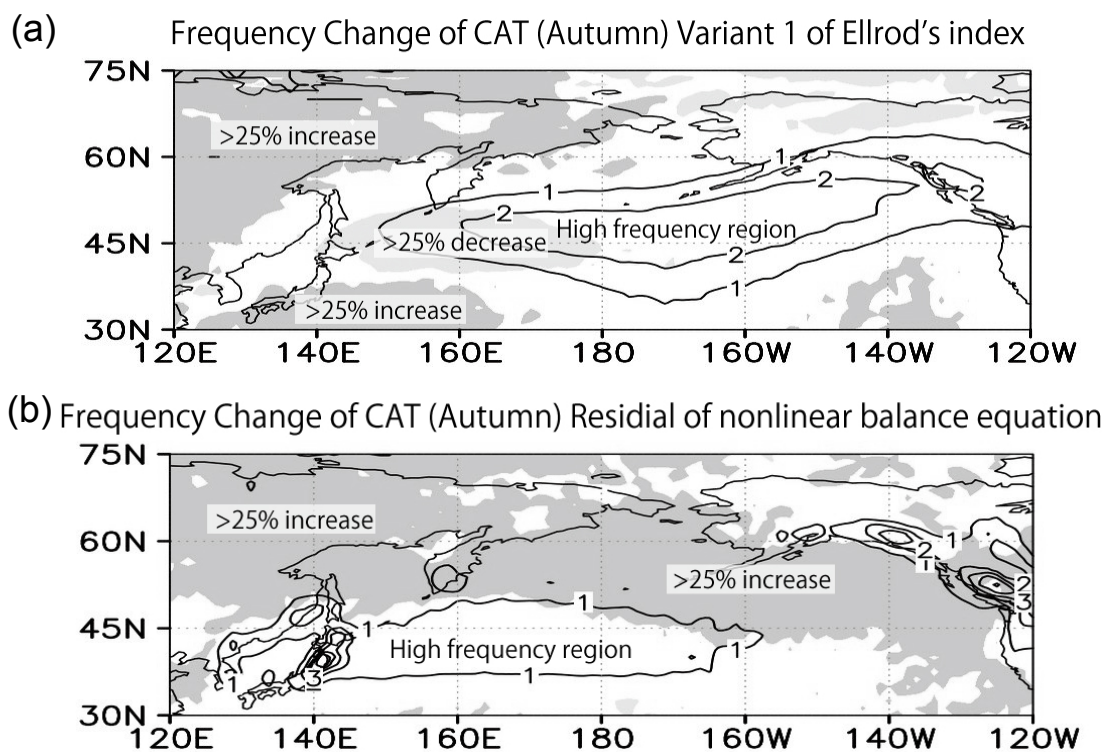 (a) Frequency Change of CAT (Autumn) Variant 1 of Ellrod's index
75N
>25% increase
60N
1
2
2
1
2
High frequency region
45N
>25% decrease
2
1
>25% increase
30N
120E 140E 160E 180 160W 140W 120W
(b) Frequency Change of CAT (Autumn) Residial of nonlinear balance equation
75N
>25% increase
60N
1
2
1
>25% increase
2
3
1
45N
1
High frequency region
1
1
3
1
30N
120E 140E 160E 180 160W 140W 120W